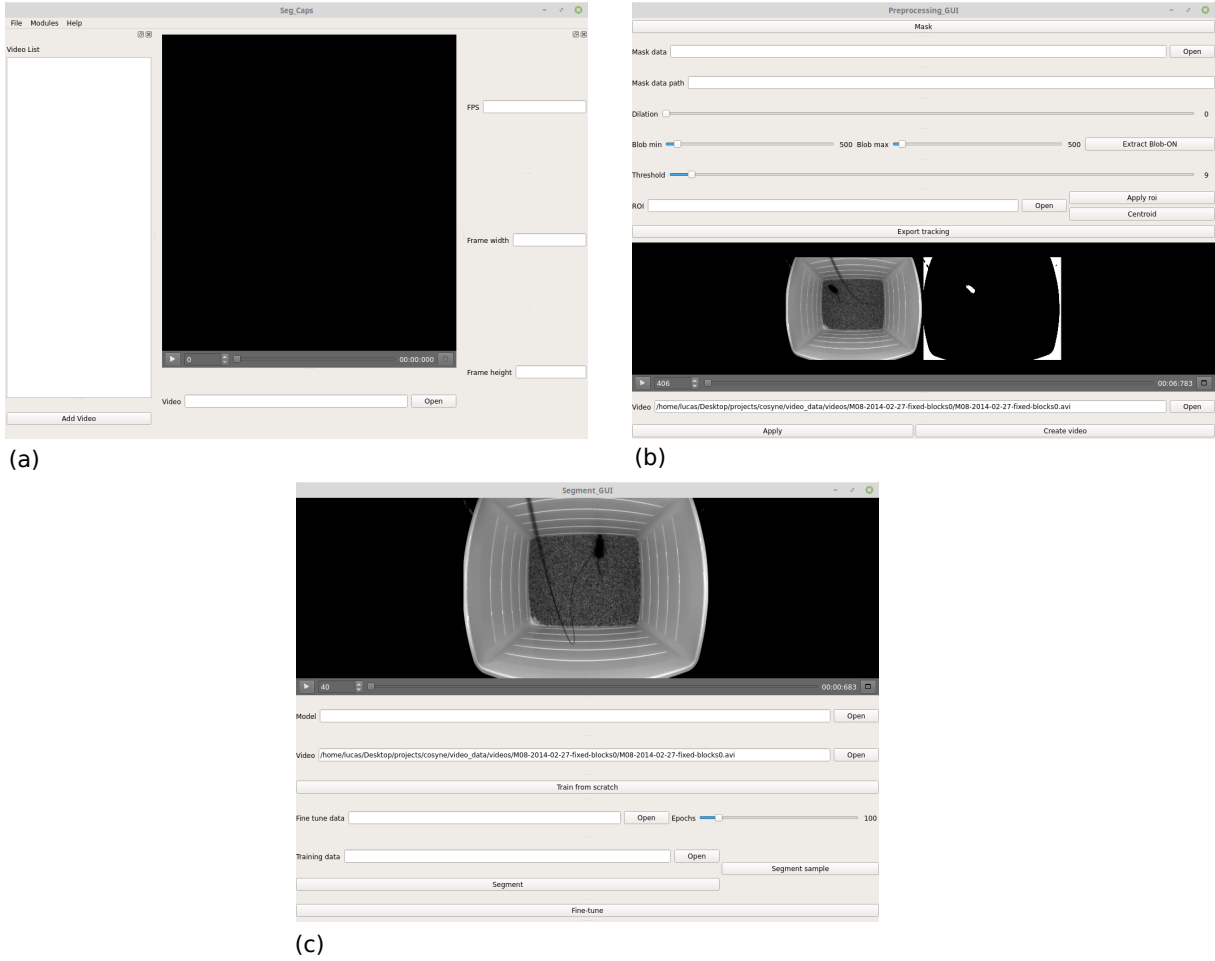 Seg_Caps
File Modules Help
Video List
FPS
Frame width
Frame height
0 00:00:000
Video Open
Add Video
(a)
Preprocessing_GUI
Mask
Mask data Open
Mask data path
Dilation 0
Blob min 500 Blob max 500 Extract Blob-ON
Threshold 9
ROI Open Apply roi
Centroid
Export tracking
406 00:06:783
Video /home/lucas/Desktop/projects/cosyne/video_data/videos/M08-2014-02-27-fixed-blocks0/M08-2014-02-27-fixed-blocks0.avi Open
Apply Create video
(b)
Segment_GUI
40 00:00:683
Model Open
Video /home/lucas/Desktop/projects/cosyne/video_data/videos/M08-2014-02-27-fixed-blocks0/M08-2014-02-27-fixed-blocks0.avi Open
Train from scratch
Fine tune data Open Epochs 100
Training data Open
Segment sample
Segment
Fine-tune
(c)